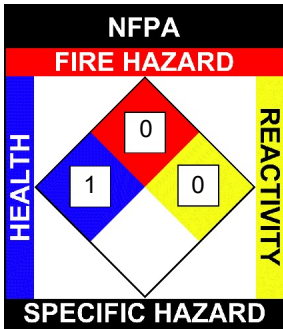 NFPA
FIRE HAZARD
0
HEALTH
1
0
REACTIVITY
SPECIFIC HAZARD